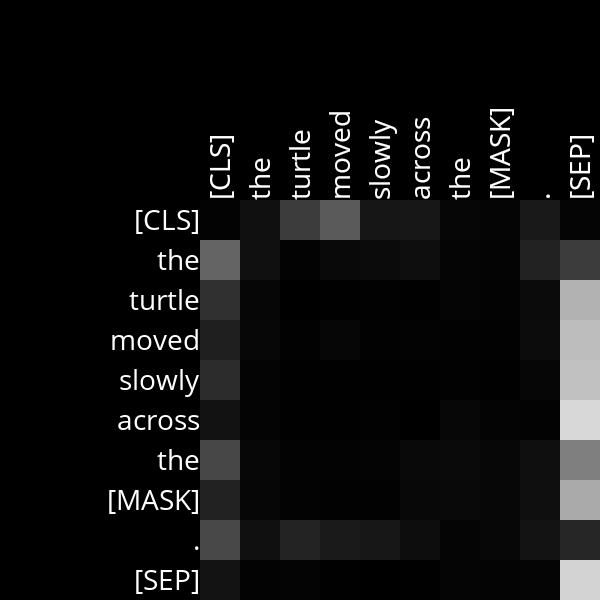 [CLS] the turtle moved slowly across the [MASK] . [SEP]
[CLS]
the
turtle
moved
slowly
across
the
[MASK]
.
[SEP]